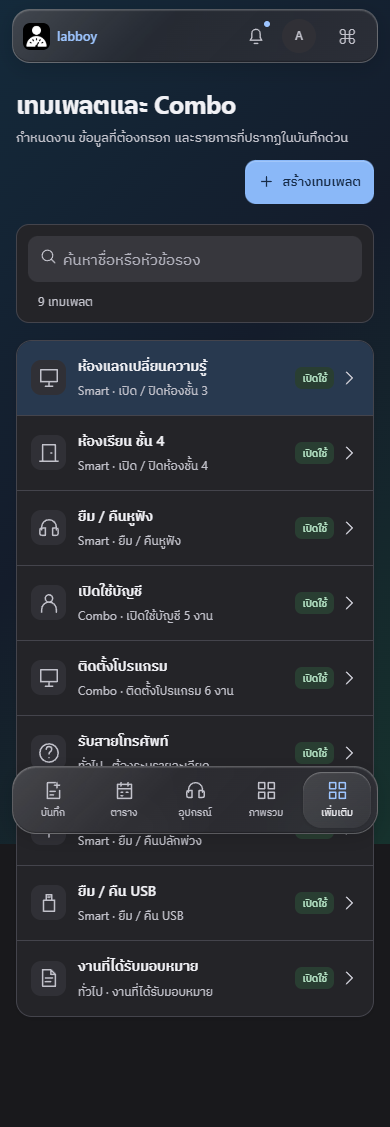 labboy
A
เทมเพลตและ Combo
กำหนดงาน ข้อมูลที่ต้องกรอก และรายการที่ปรากฏในบันทึกด่วน
สร้างเทมเพลต
ค้นหาชื่อหรือหัวข้อรอง
9 เทมเพลต
ห้องแลกเปลี่ยนความรู้
Smart · เปิด / ปิดห้องชั้น 3
เปิดใช้
ห้องเรียน ชั้น 4
Smart · เปิด / ปิดห้องชั้น 4
เปิดใช้
ยืม / คืนหูฟัง
Smart · ยืม / คืนหูฟัง
เปิดใช้
เปิดใช้บัญชี
Combo · เปิดใช้บัญชี 5 งาน
เปิดใช้
ติดตั้งโปรแกรม
Combo · ติดตั้งโปรแกรม 6 งาน
เปิดใช้
รับสายโทรศัพท์
เปิดใช้
บันทึก
ตาราง
อุปกรณ์
ภาพรวม
เพิ่มเติม
Smart · ยืม / คืนปลั๊กพ่วง
ยืม / คืน USB
Smart · ยืม / คืน USB
เปิดใช้
งานที่ได้รับมอบหมาย
ทั่วไป · งานที่ได้รับมอบหมาย
เปิดใช้